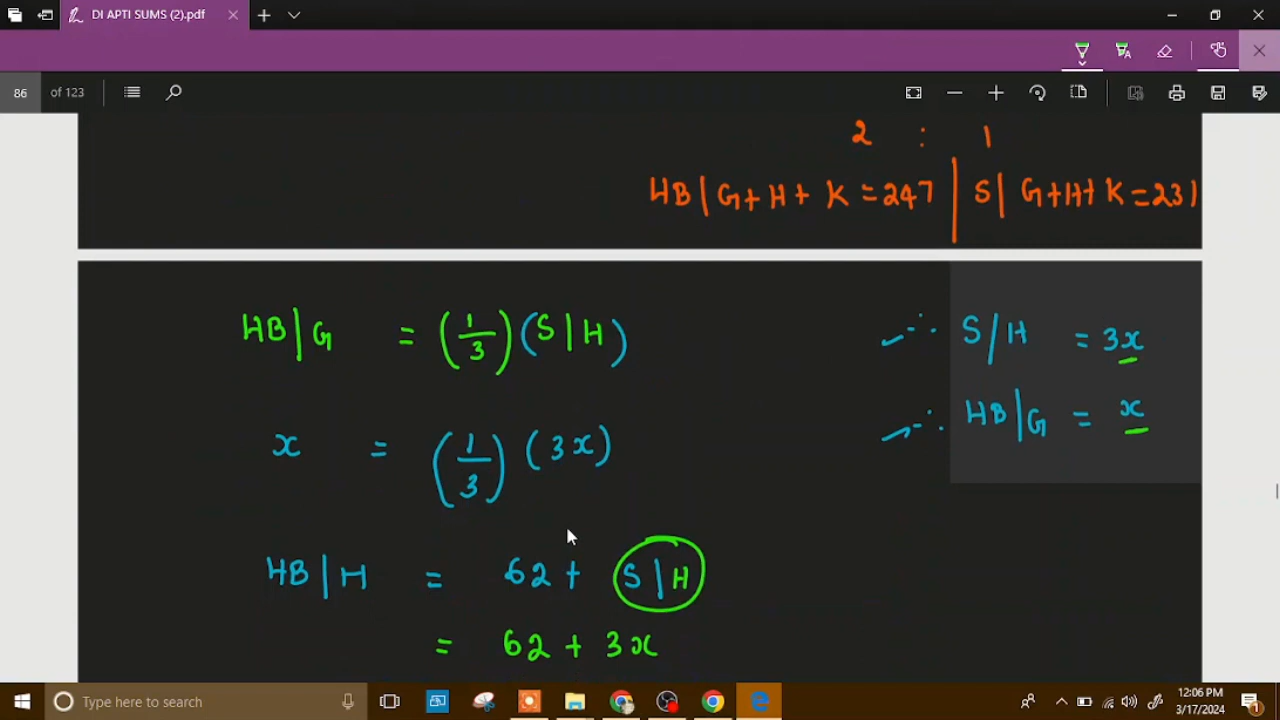 DI APTI SUMS (2).pdf
86 of 123
2 : 1
HB | G+H+K = 247 | S | G+H+K = 231
HB|G = (1/3) (S|H)
∴ S/H = 3x
∴ HB|G = x
x = (1/3) (3x)
HB|H = 62 + S|H
= 62 + 3x
Type here to search
12:06 PM
3/17/2024